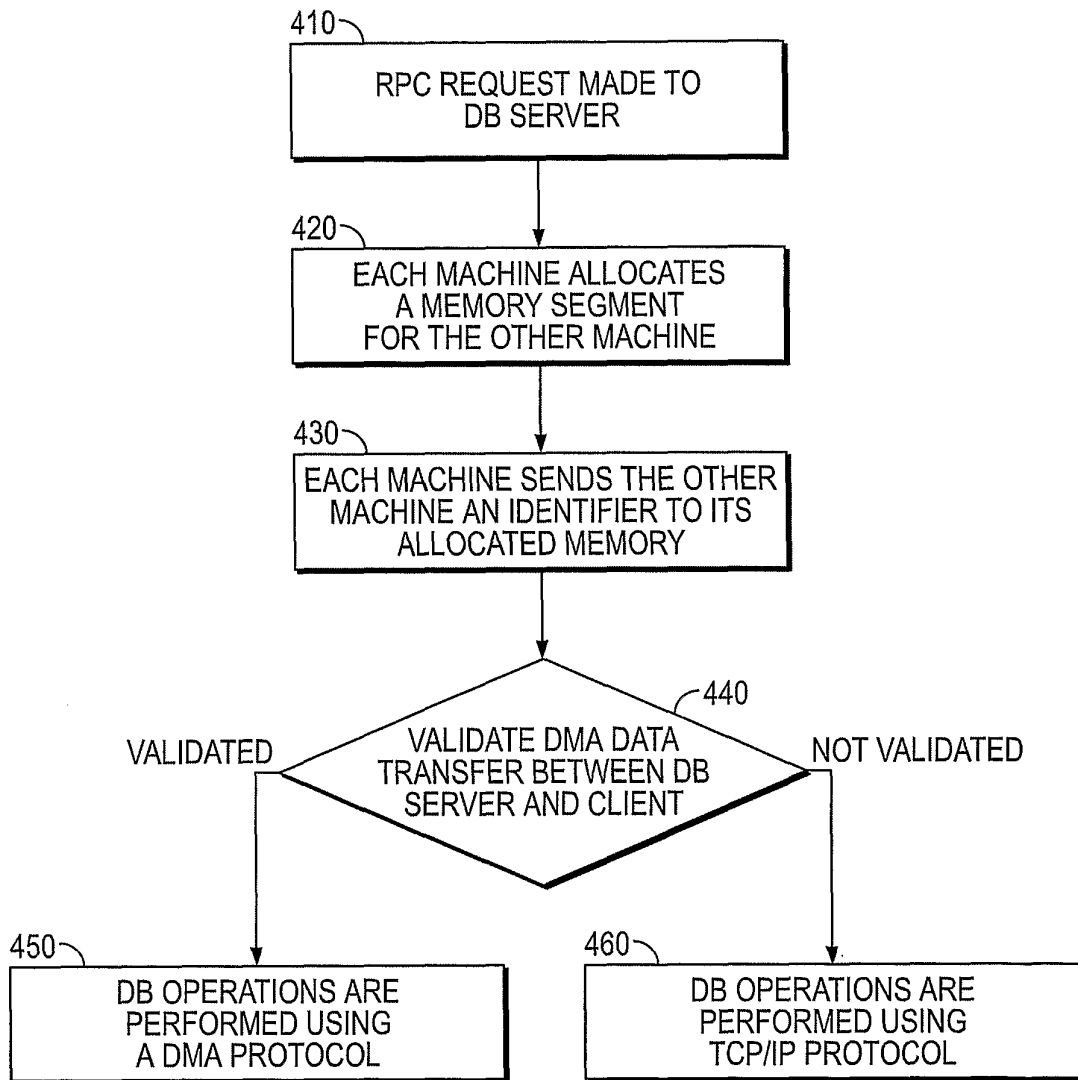 410
RPC REQUEST MADE TO
DB SERVER
420
EACH MACHINE ALLOCATES
A MEMORY SEGMENT
FOR THE OTHER MACHINE
430
EACH MACHINE SENDS THE OTHER
MACHINE AN IDENTIFIER TO ITS
ALLOCATED MEMORY
440
VALIDATED
VALIDATE DMA DATA
TRANSFER BETWEEN DB
SERVER AND CLIENT
NOT VALIDATED
450
DB OPERATIONS ARE
PERFORMED USING
A DMA PROTOCOL
460
DB OPERATIONS ARE
PERFORMED USING
TCP/IP PROTOCOL